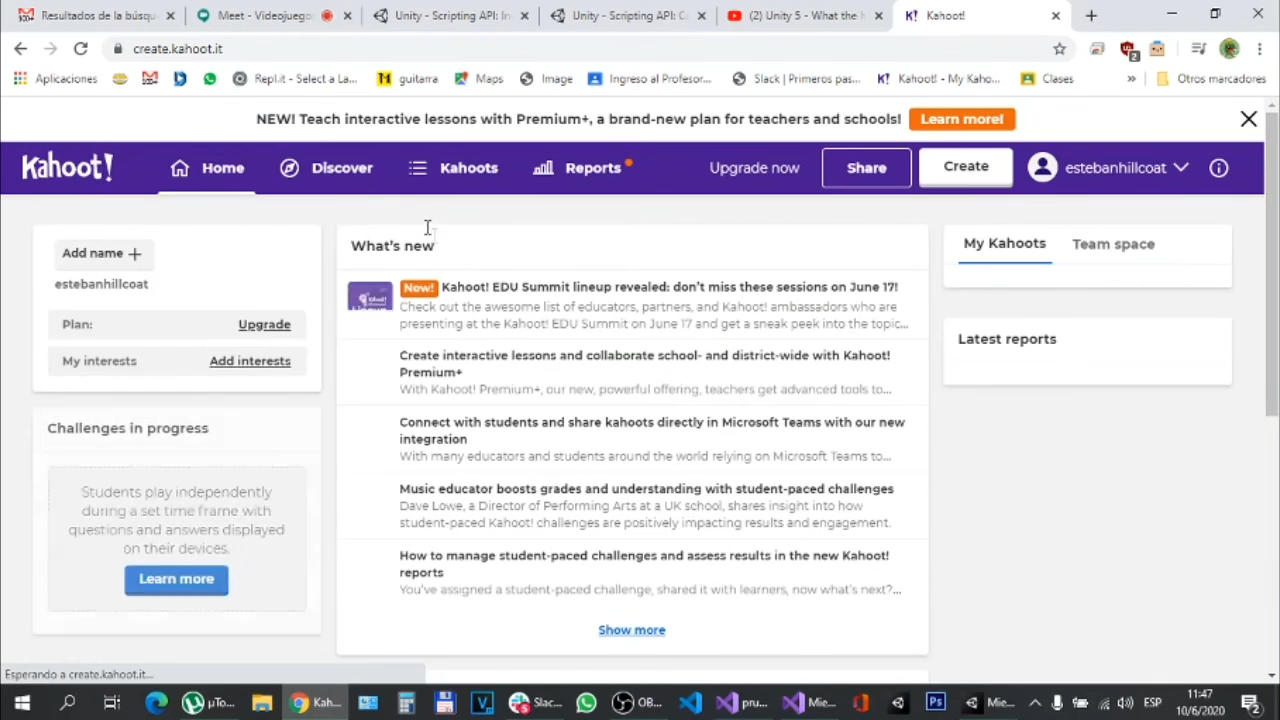 Resultados de la búsqu
Meet - Videojuego
Unity - Scripting API: I
Unity - Scripting API: C
(2) Unity 5 - What the
Kahoot!
create.kahoot.it
2
Aplicaciones
Repl.it - Select a La...
guitarra
Maps
Image
Ingreso al Profesor...
Slack | Primeros pas...
Kahoot! - My Kaho...
Clases
»
Otros marcadores
NEW! Teach interactive lessons with Premium+, a brand-new plan for teachers and schools!
Learn more!
Kahoot!
Home
Discover
Kahoots
Reports
Upgrade now
Share
Create
estebanhillcoat
Add name +
estebanhillcoat
Plan:
Upgrade
My interests
Add interests
Challenges in progress
Students play independently
during a set time frame with
questions and answers displayed
on their devices.
Learn more
What's new
New! Kahoot! EDU Summit lineup revealed: don't miss these sessions on June 17!
Check out the awesome list of educators, partners, and Kahoot! ambassadors who are
presenting at the Kahoot! EDU Summit on June 17 and get a sneak peek into the topic...
Create interactive lessons and collaborate school- and district-wide with Kahoot!
Premium+
With Kahoot! Premium+, our new, powerful offering, teachers get advanced tools to...
Connect with students and share kahoots directly in Microsoft Teams with our new
integration
With many educators and students around the world relying on Microsoft Teams to...
Music educator boosts grades and understanding with student-paced challenges
Dave Lowe, a Director of Performing Arts at a UK school, shares insight into how
student-paced Kahoot! challenges are positively impacting results and engagement.
How to manage student-paced challenges and assess results in the new Kahoot!
reports
You've assigned a student-paced challenge, shared it with learners, now what's next?...
Show more
My Kahoots
Team space
Latest reports
Esperando a create.kahoot.it...
µTo...
Kah...
Slac...
OB...
pru...
Mie...
Mie...
ESP
11:47
10/6/2020
2